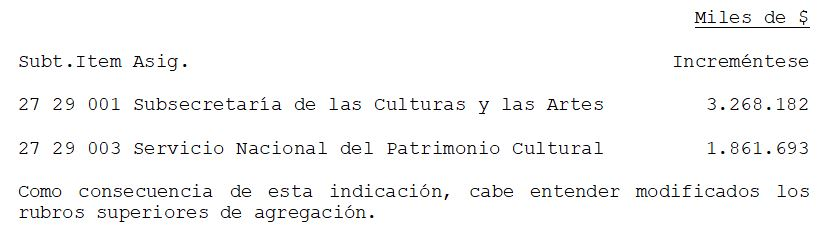 Miles de $
Subt.Item Asig. Increméntese
27 29 001 Subsecretaría de las Culturas y las Artes 3.268.182
27 29 003 Servicio Nacional del Patrimonio Cultural 1.861.693
Como consecuencia de esta indicación, cabe entender modificados los
rubros superiores de agregación.